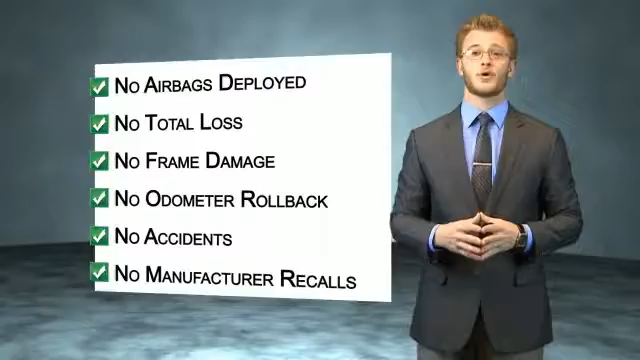 No Airbags Deployed
No Total Loss
No Frame Damage
No Odometer Rollback
No Accidents
No Manufacturer Recalls